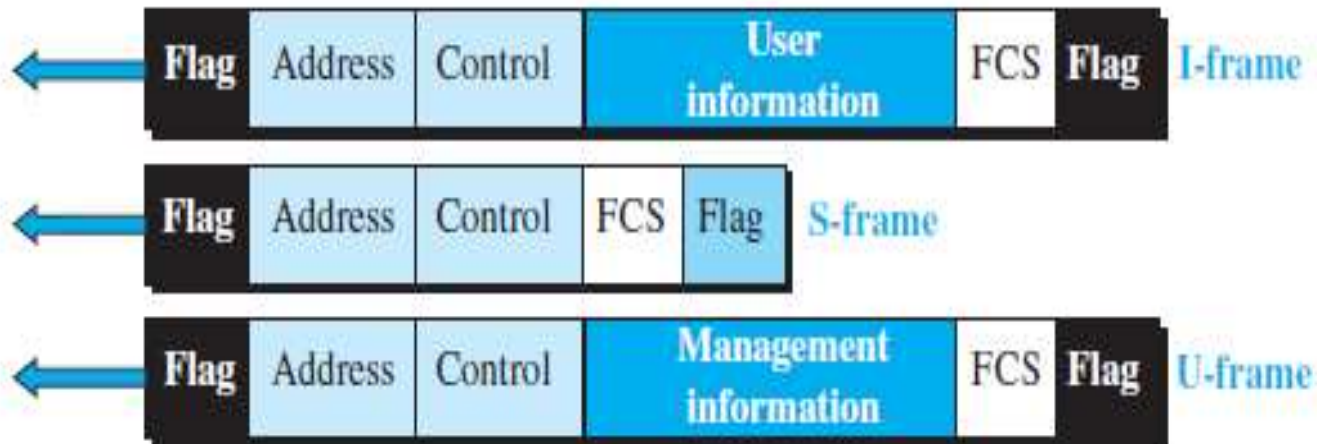 Flag Address Control User information FCS Flag I-frame
Flag Address Control FCS Flag S-frame
Flag Address Control Management information FCS Flag U-frame